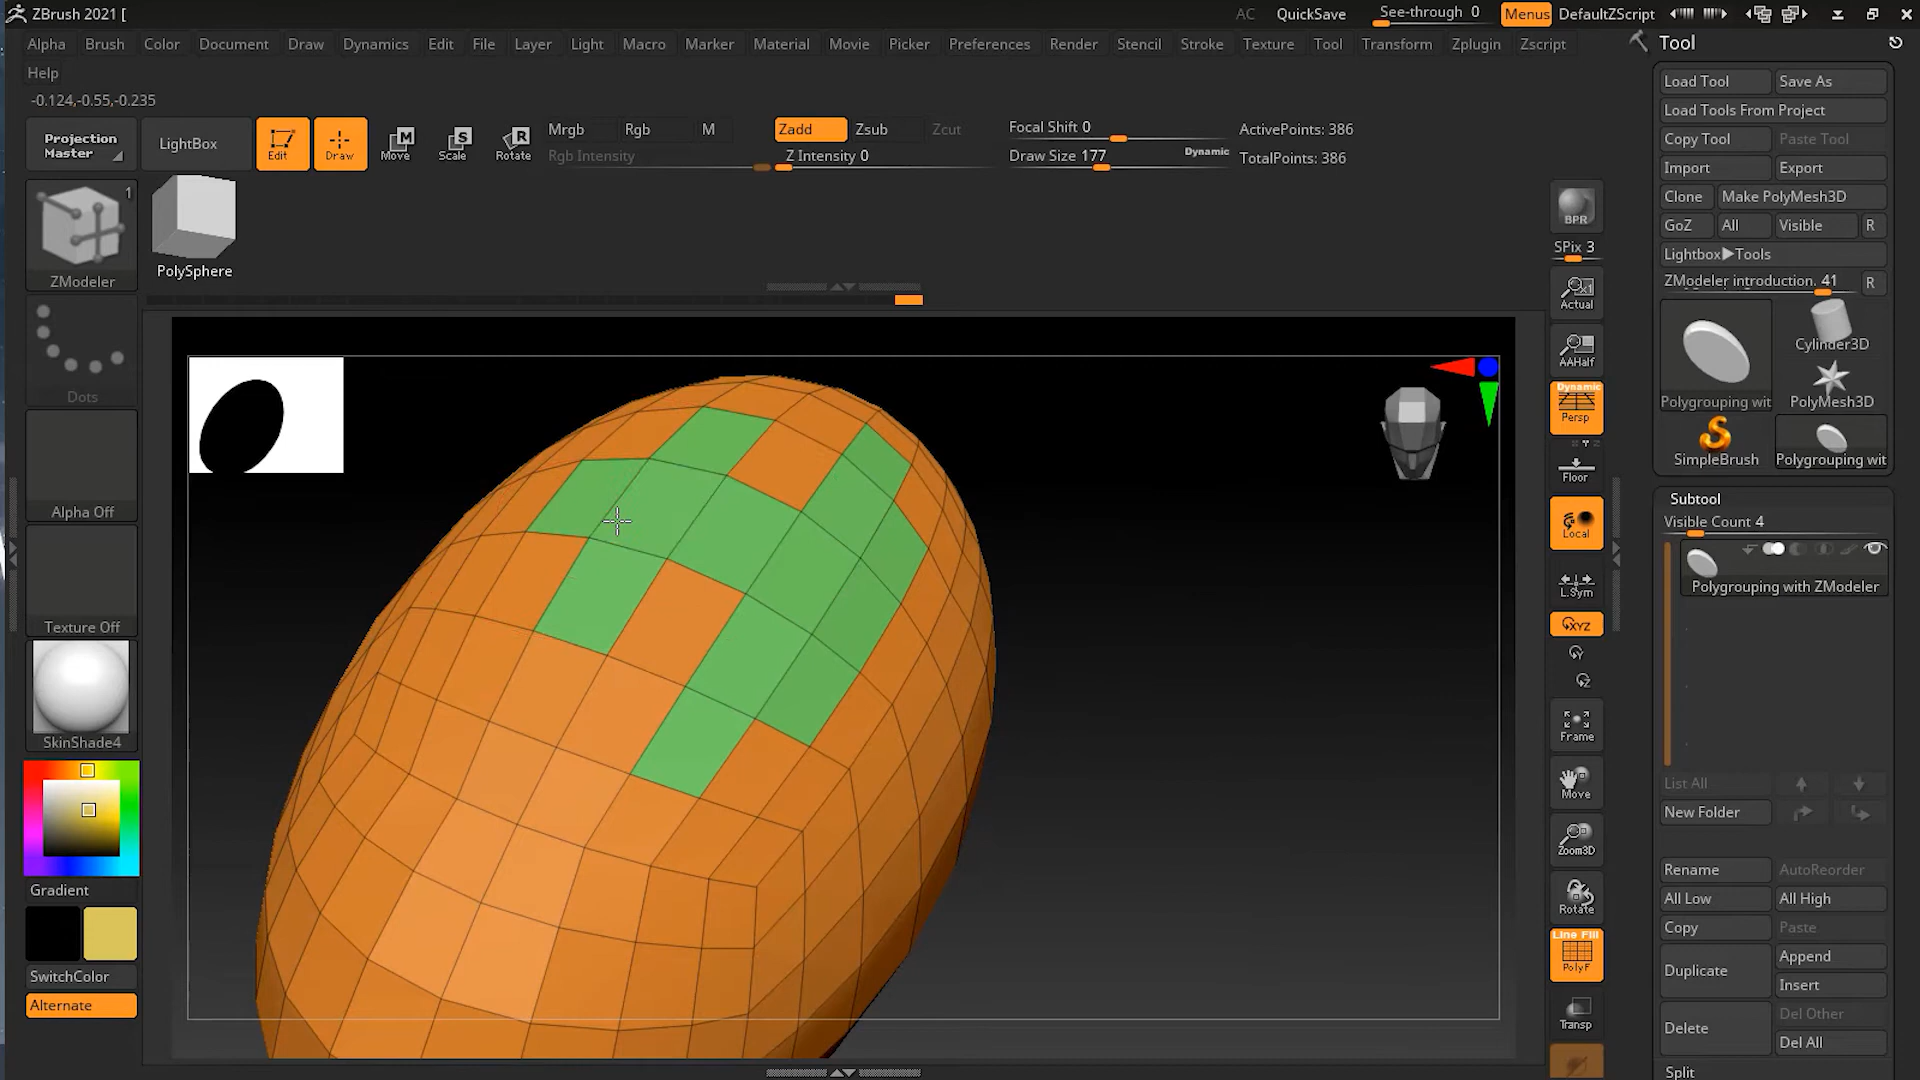 ZBrush 2021 [
AC
QuickSave
See-through 0
Menus
DefaultZScript
Alpha Brush Color Document Draw Dynamics Edit File Layer Light Macro Marker Material Movie Picker Preferences Render Stencil Stroke Texture Tool Transform Zplugin Zscript
Help
-0.124,-0.55,-0.235
Projection
Master
LightBox
Edit
Draw
M
Move
S
Scale
R
Rotate
Mrgb Rgb M
Rgb Intensity
Zadd Zsub Zcut
Z Intensity 0
Focal Shift 0
Draw Size 177
Dynamic
ActivePoints: 386
TotalPoints: 386
1
ZModeler
PolySphere
Dots
Alpha Off
Texture Off
SkinShade4
Gradient
SwitchColor
Alternate
BPR
SPix 3
Actual
AAHalf
Dynamic
Persp
Floor
Local
L.Sym
XYZ
Frame
Move
Zoom3D
Rotate
Line Fill
PolyF
Transp
Tool
Load Tool Save As
Load Tools From Project
Copy Tool Paste Tool
Import Export
Clone Make PolyMesh3D
GoZ All Visible R
Lightbox▶Tools
ZModeler introduction. 41 R
Polygrouping wit
Cylinder3D
PolyMesh3D
SimpleBrush
Polygrouping wit
Subtool
Visible Count 4
Polygrouping with ZModeler
List All
New Folder
Rename AutoReorder
All Low All High
Copy Paste
Duplicate Append
Insert
Delete Del Other
Del All
Split